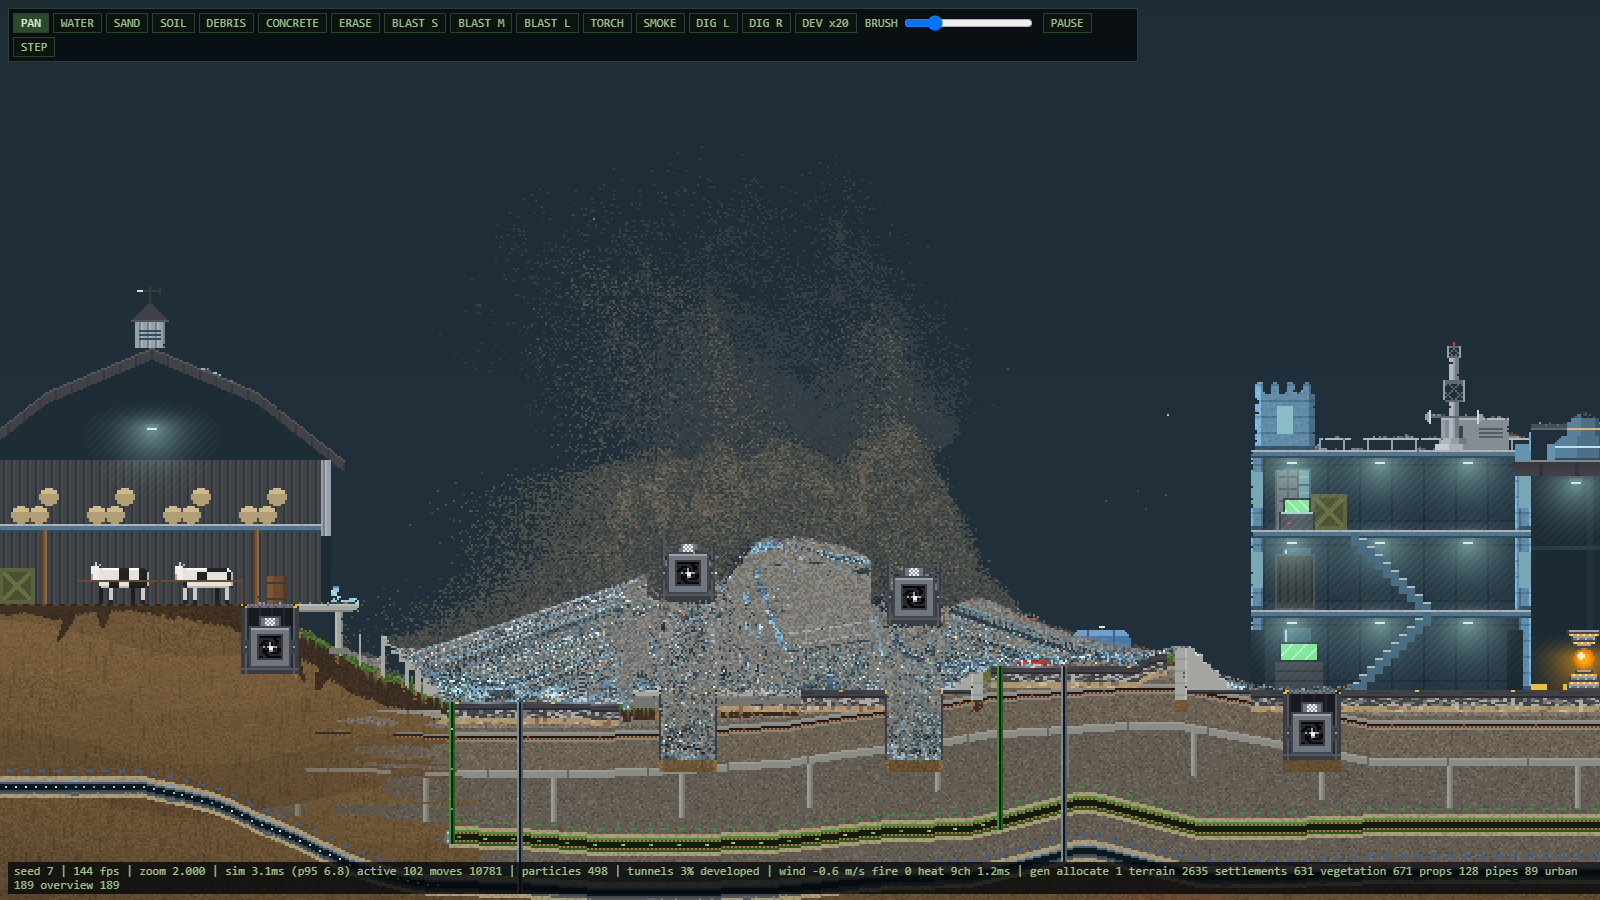 PAN WATER SAND SOIL DEBRIS CONCRETE ERASE BLAST S BLAST M BLAST L TORCH SMOKE DIG L DIG R DEV x20 BRUSH PAUSE
STEP
seed 7 | 144 fps | zoom 2.000 | sim 3.1ms (p95 6.8) active 102 moves 10781 | particles 498 | tunnels 3% developed | wind -0.6 m/s fire 0 heat 9ch 1.2ms | gen allocate 1 terrain 2635 settlements 631 vegetation 671 props 128 pipes 89 urban
189 overview 189